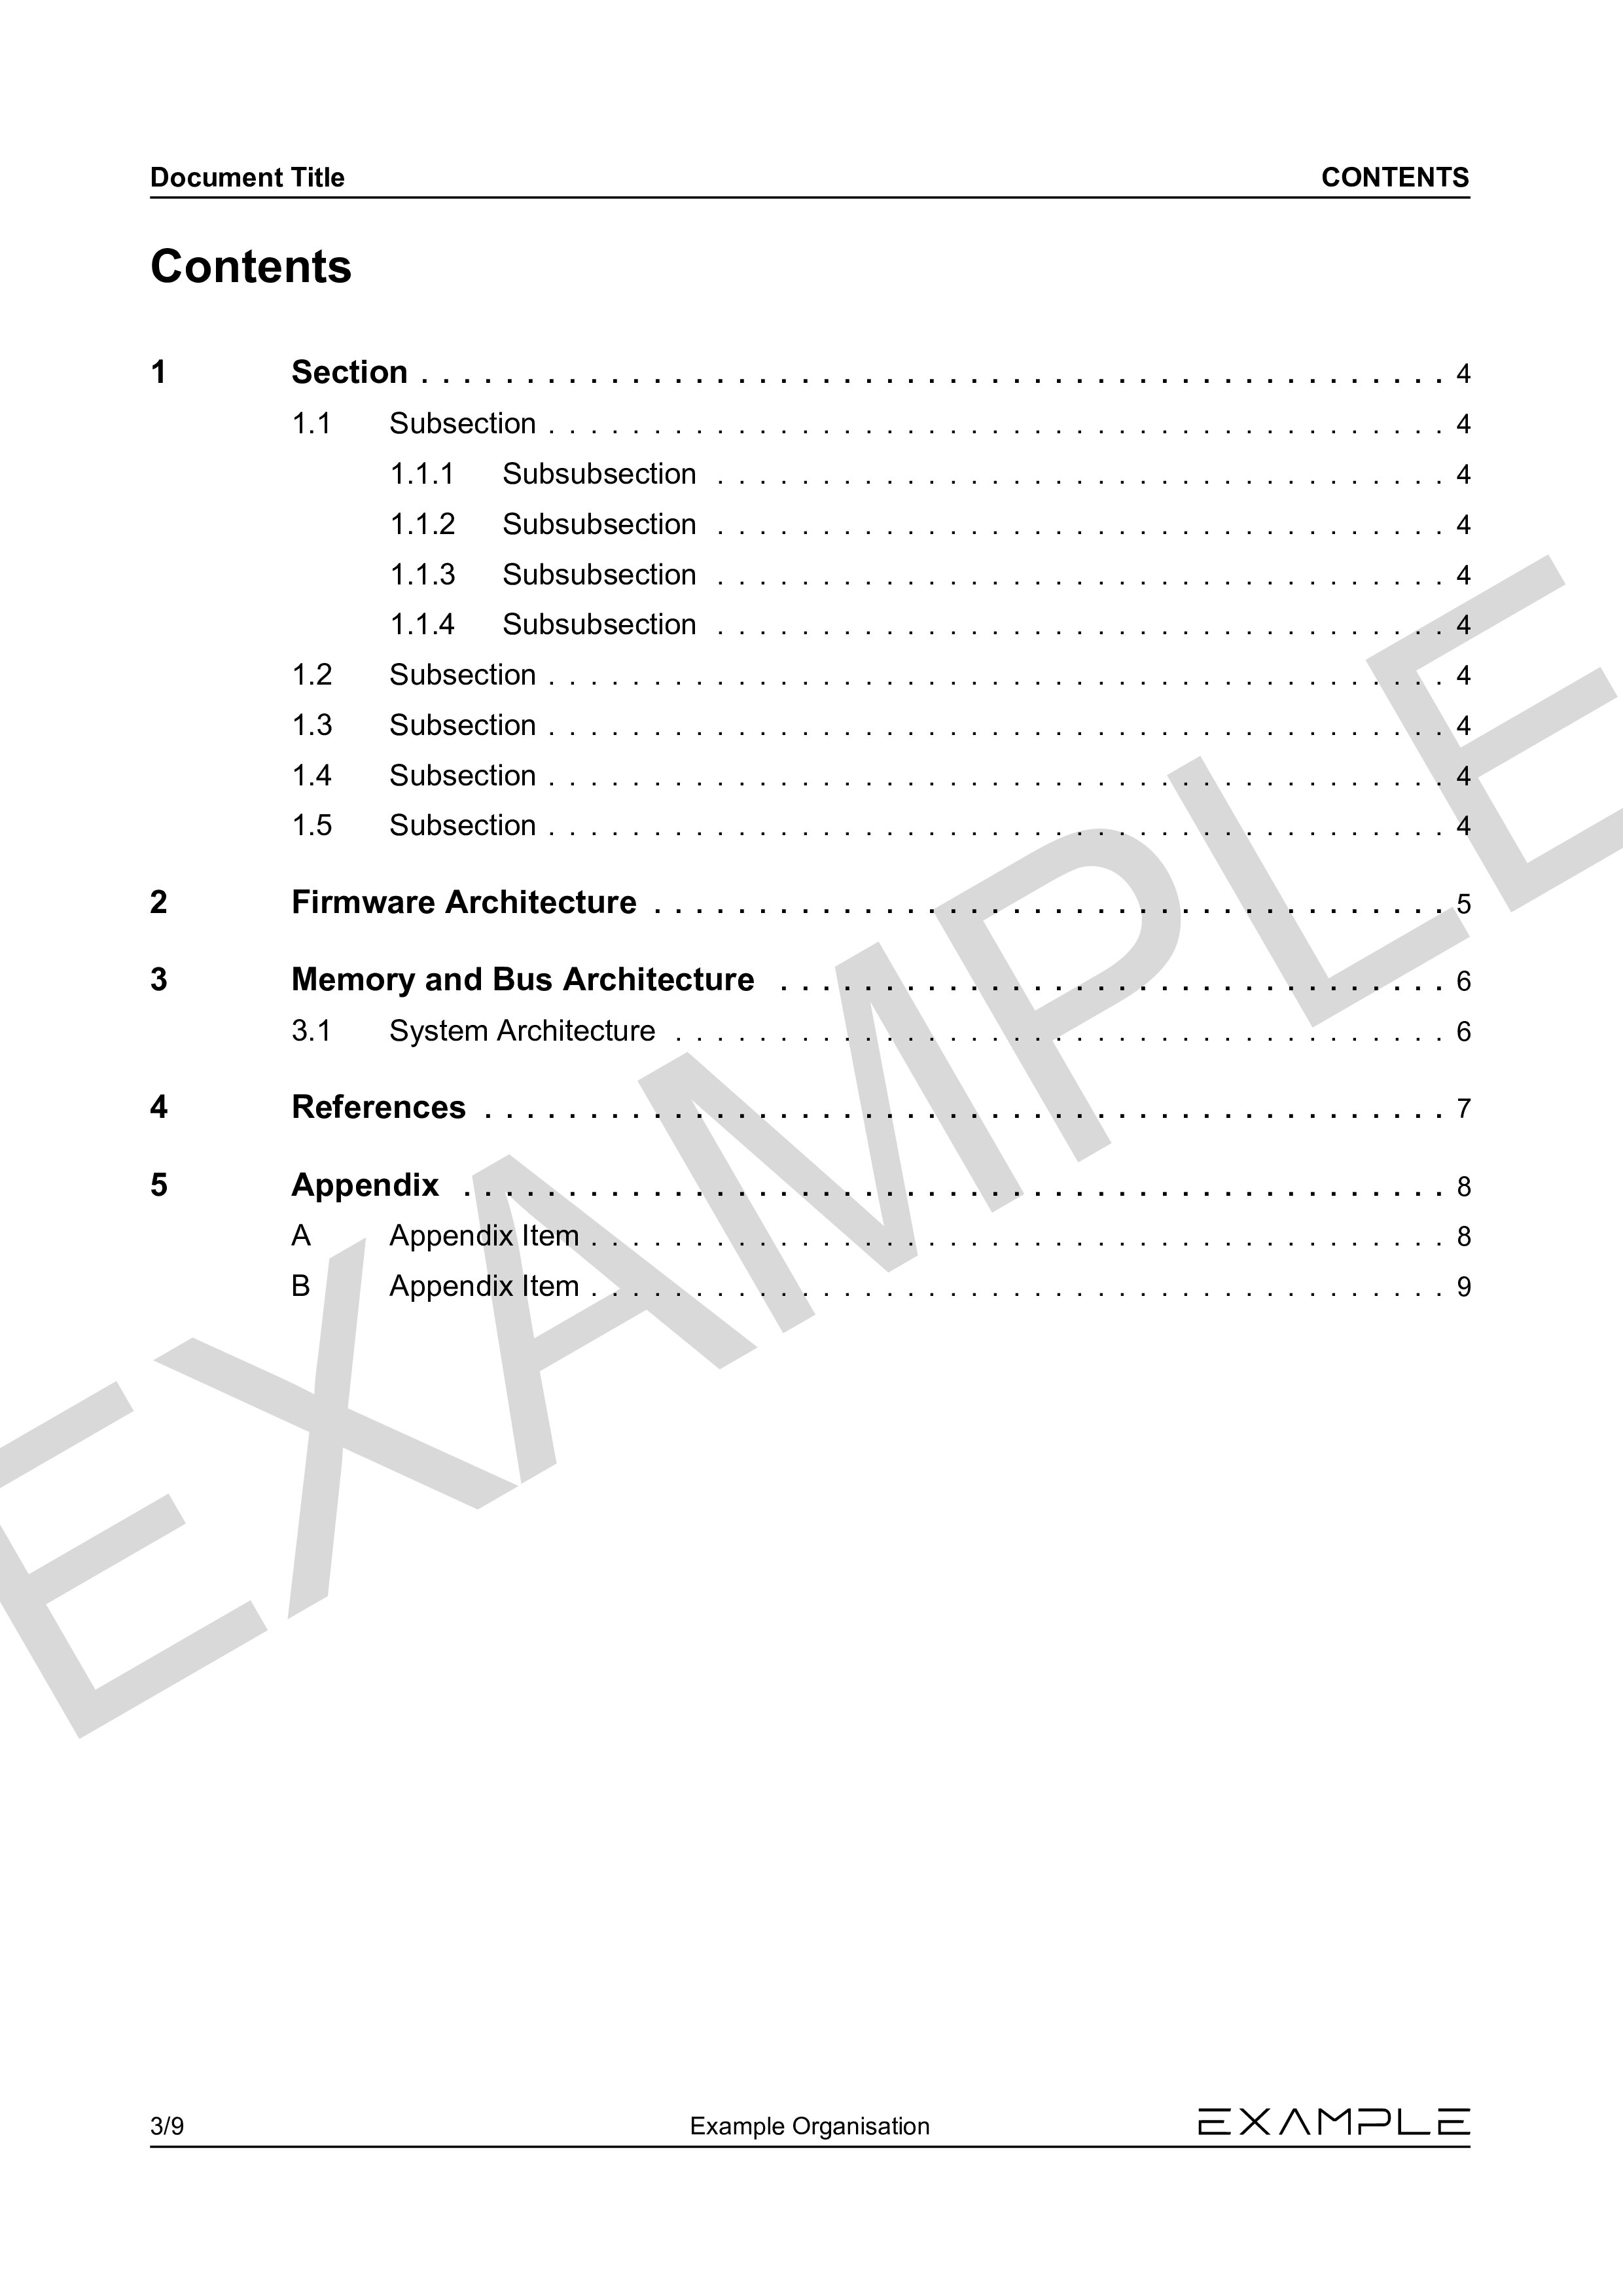 Document Title CONTENTS
Contents
1 Section . . . . . . . . . . . . . . . . . . . . . . . . . . . . . . . . . . . . . . . . . . . . . . . . . 4
1.1 Subsection . . . . . . . . . . . . . . . . . . . . . . . . . . . . . . . . . . . . . . . . . . . 4
1.1.1 Subsubsection . . . . . . . . . . . . . . . . . . . . . . . . . . . . . . . . . . . 4
1.1.2 Subsubsection . . . . . . . . . . . . . . . . . . . . . . . . . . . . . . . . . . . 4
1.1.3 Subsubsection . . . . . . . . . . . . . . . . . . . . . . . . . . . . . . . . . . . 4
1.1.4 Subsubsection . . . . . . . . . . . . . . . . . . . . . . . . . . . . . . . . . . . 4
1.2 Subsection . . . . . . . . . . . . . . . . . . . . . . . . . . . . . . . . . . . . . . . . . . . 4
1.3 Subsection . . . . . . . . . . . . . . . . . . . . . . . . . . . . . . . . . . . . . . . . . . . 4
1.4 Subsection . . . . . . . . . . . . . . . . . . . . . . . . . . . . . . . . . . . . . . . . . . . 4
1.5 Subsection . . . . . . . . . . . . . . . . . . . . . . . . . . . . . . . . . . . . . . . . . . . 4
2 Firmware Architecture . . . . . . . . . . . . . . . . . . . . . . . . . . . . . . . . . . . . . . 5
3 Memory and Bus Architecture . . . . . . . . . . . . . . . . . . . . . . . . . . . . . . . . 6
3.1 System Architecture . . . . . . . . . . . . . . . . . . . . . . . . . . . . . . . . . . . . . 6
4 References . . . . . . . . . . . . . . . . . . . . . . . . . . . . . . . . . . . . . . . . . . . . . . 7
5 Appendix . . . . . . . . . . . . . . . . . . . . . . . . . . . . . . . . . . . . . . . . . . . . . . . 8
A Appendix Item . . . . . . . . . . . . . . . . . . . . . . . . . . . . . . . . . . . . . . . . . 8
B Appendix Item . . . . . . . . . . . . . . . . . . . . . . . . . . . . . . . . . . . . . . . . . 9
EXAMPLE
3/9 Example Organisation EXAMPLE